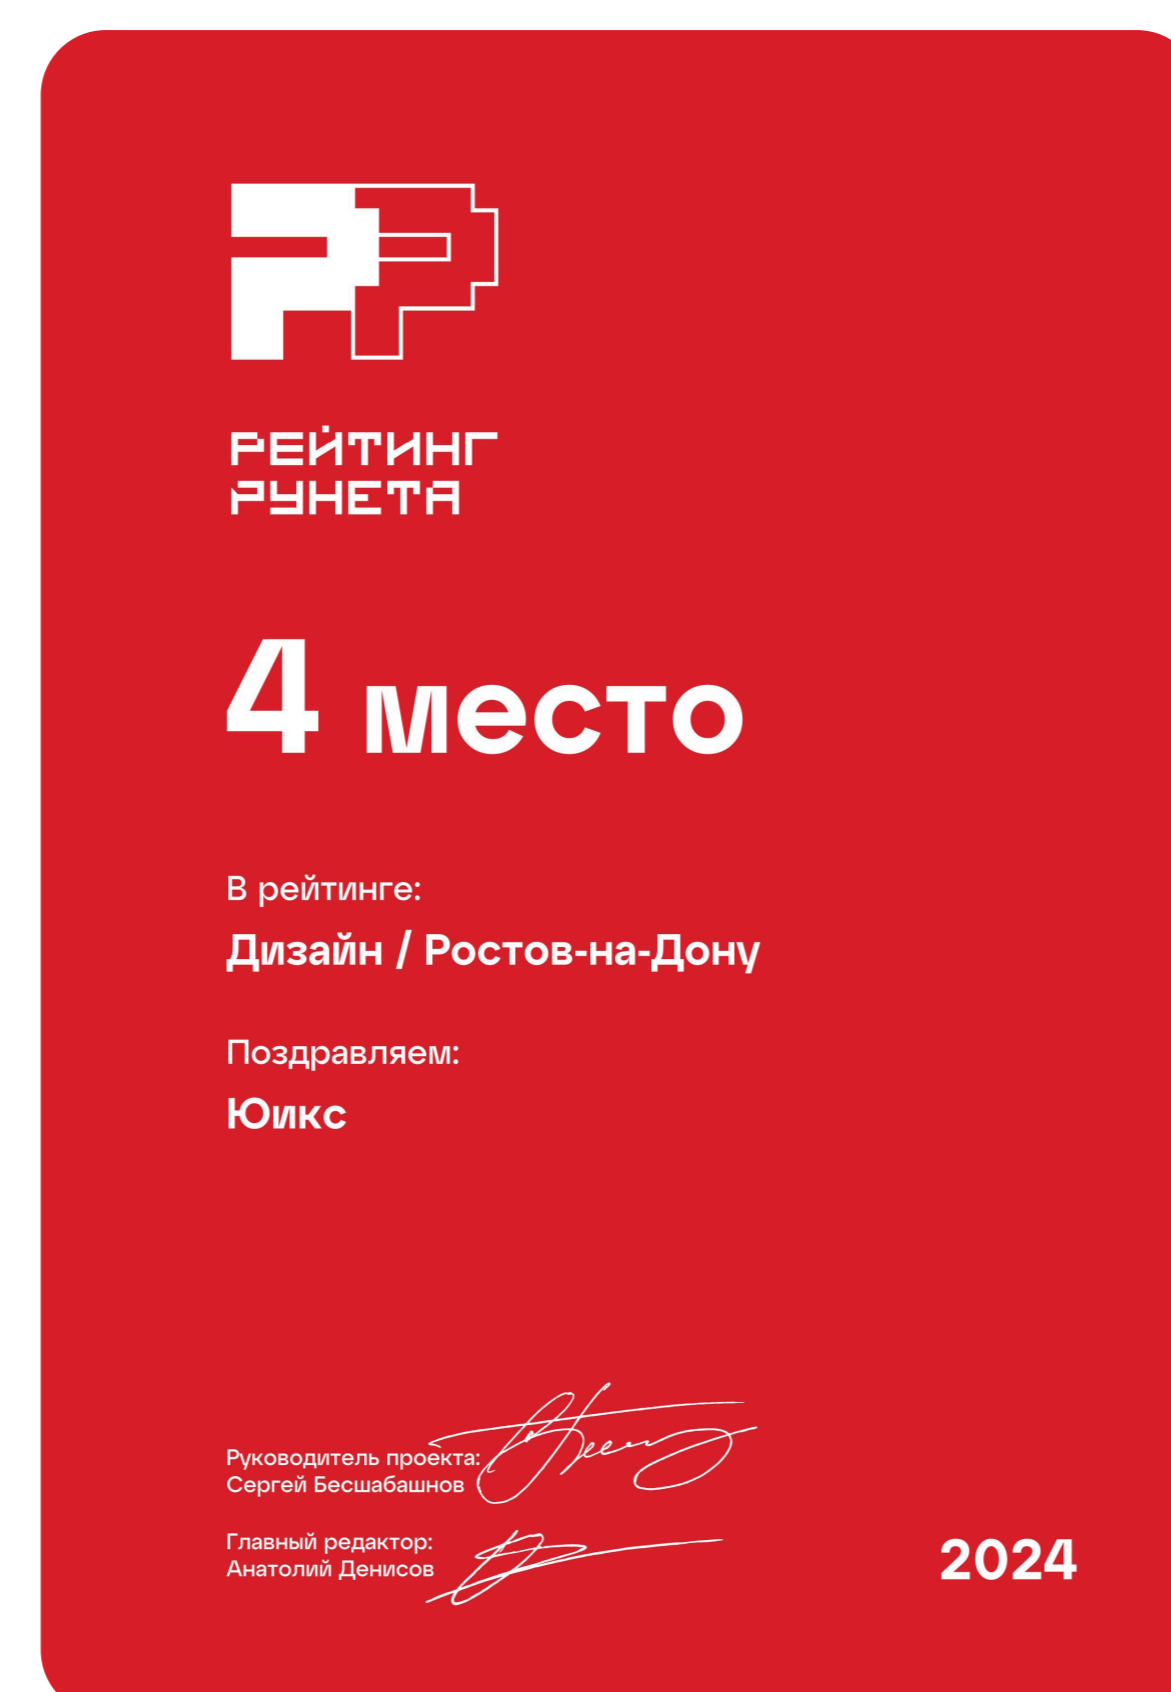 РЕЙТИНГ
РУНЕТА
4 место
В рейтинге:
Дизайн / Ростов-на-Дону
Поздравляем:
Юикс
Руководитель проекта:
Сергей Бесшабашнов
Главный редактор:
Анатолий Денисов
2024